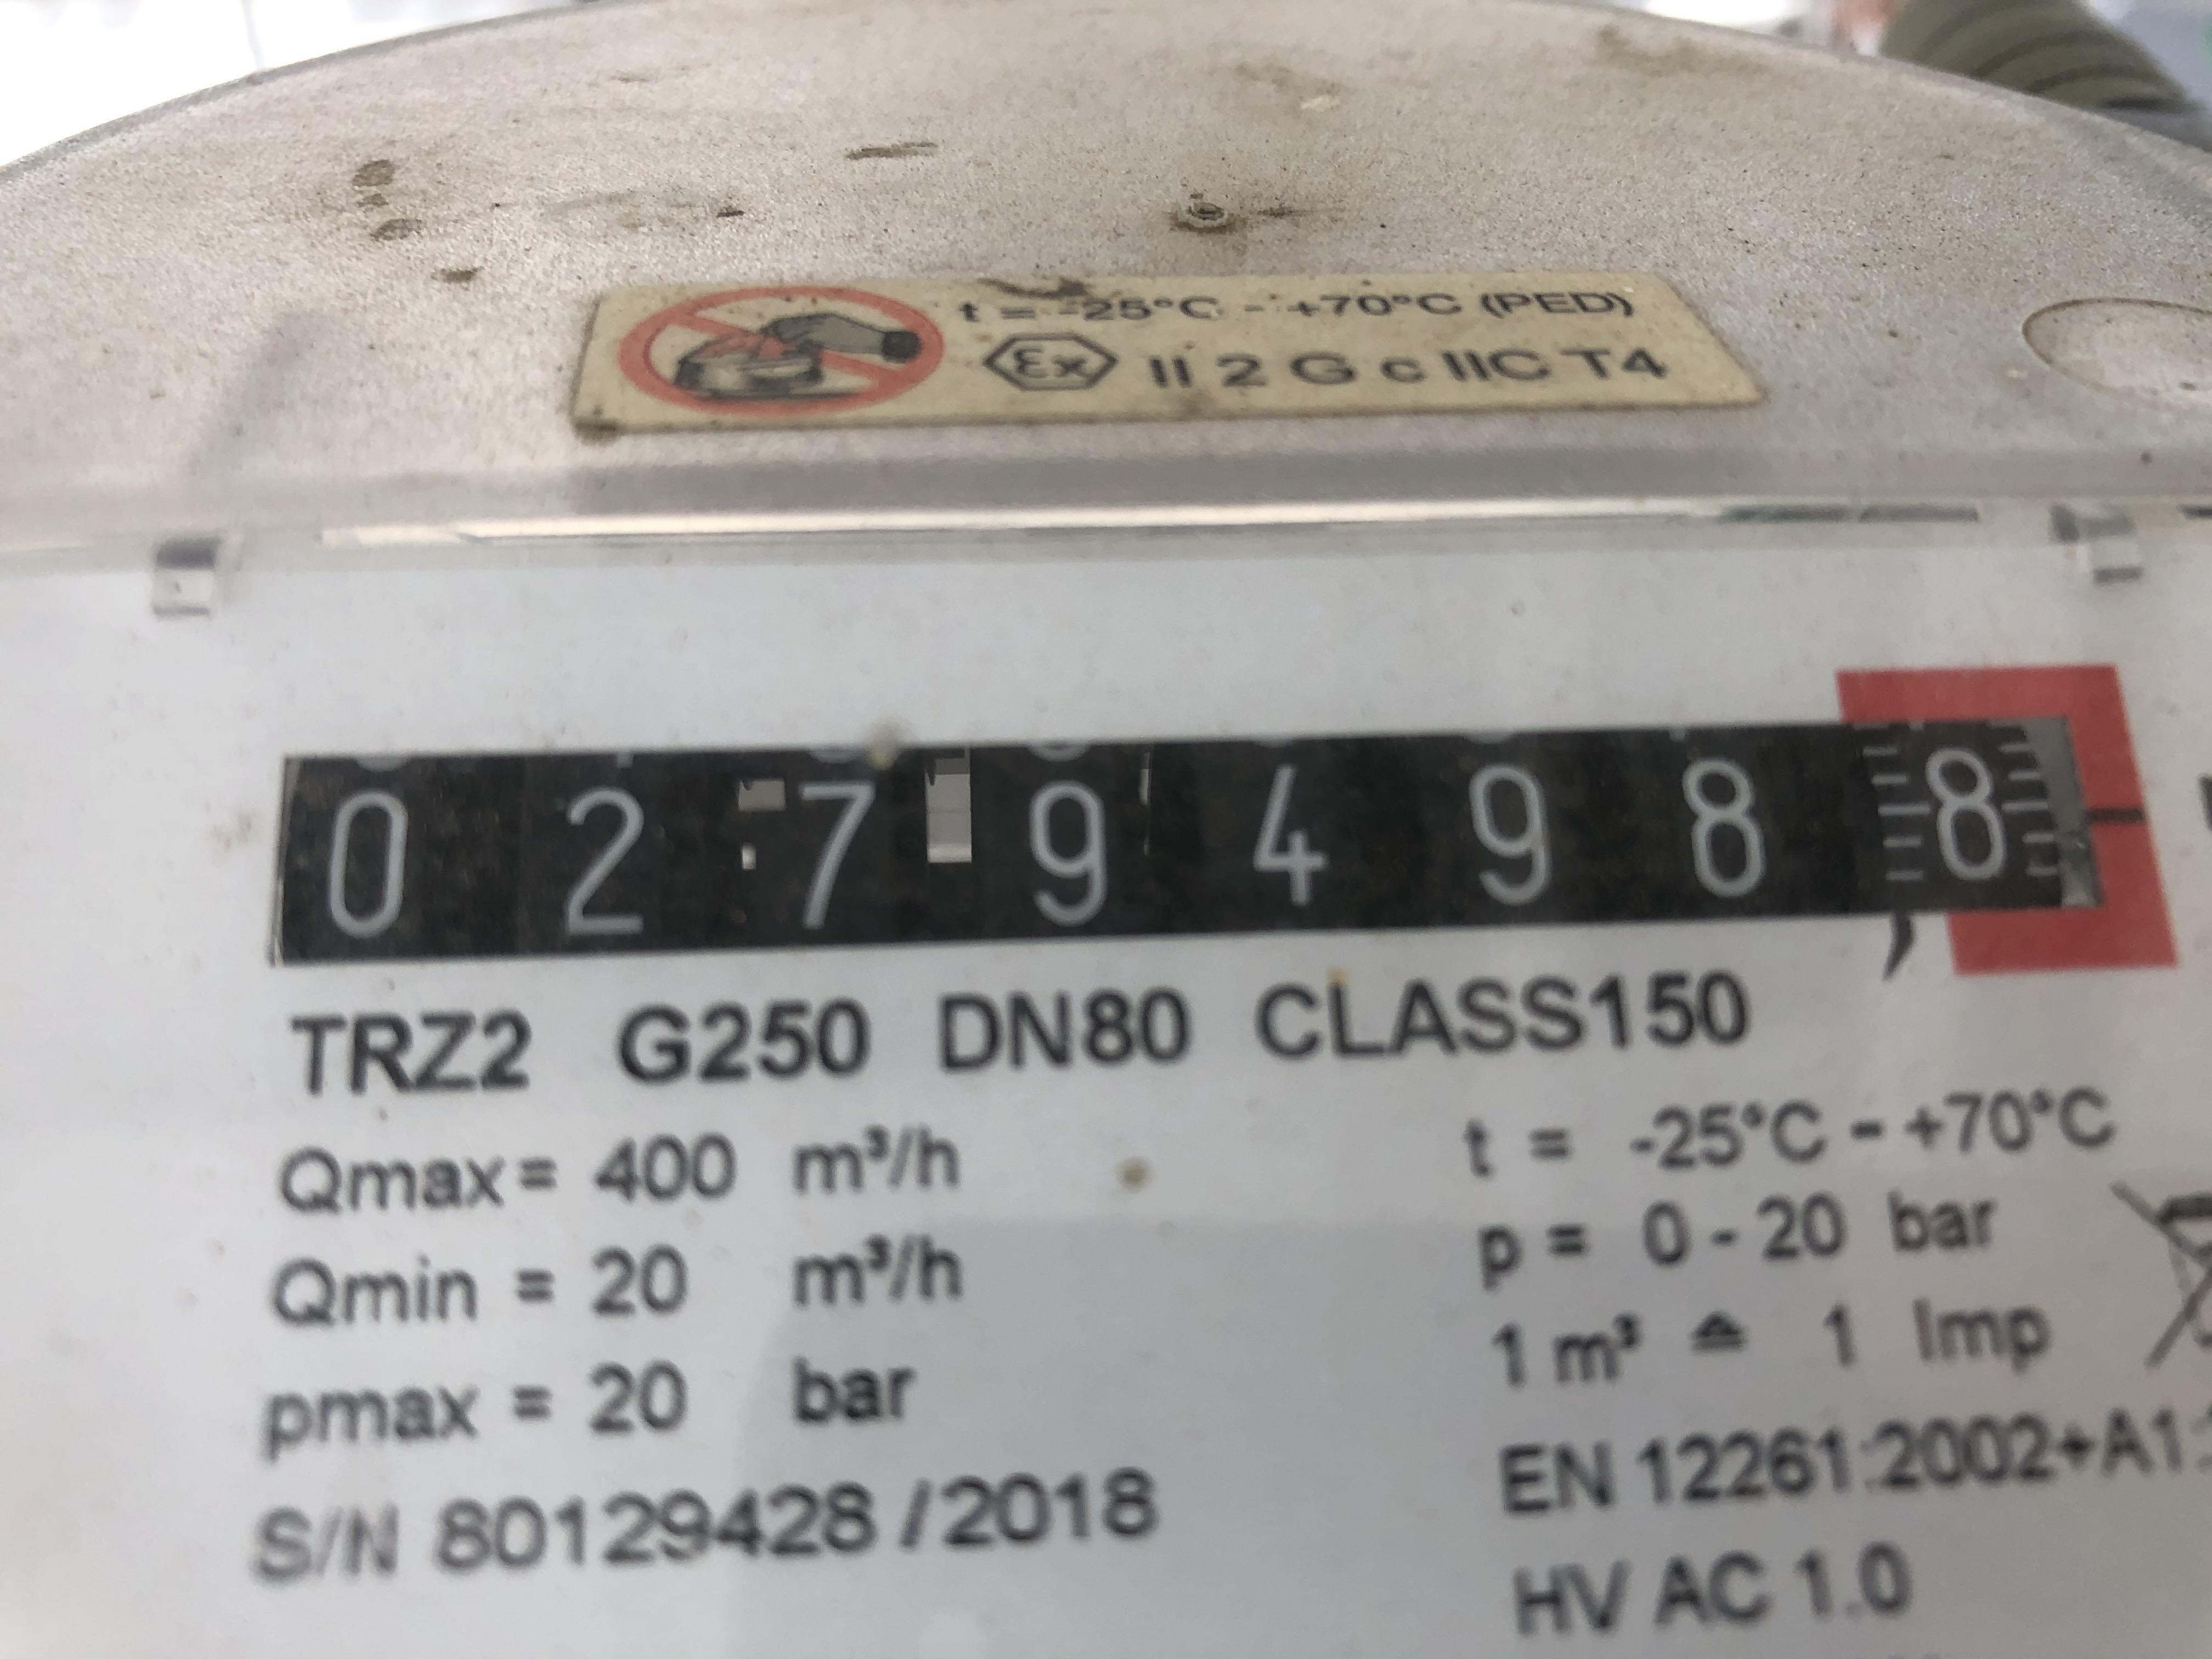 t = -25°C - +70°C (PED)
Ex II 2 G c IIC T4
0 2 7 9 4 9 8 , 8
TRZ2 G250 DN80 CLASS150
Qmax = 400 m³/h
t = -25°C - +70°C
Qmin = 20 m³/h
p = 0 - 20 bar
pmax = 20 bar
1 m³ ≙ 1 Imp
S/N 80129428 / 2018
EN 12261:2002+A1:
HV AC 1.0